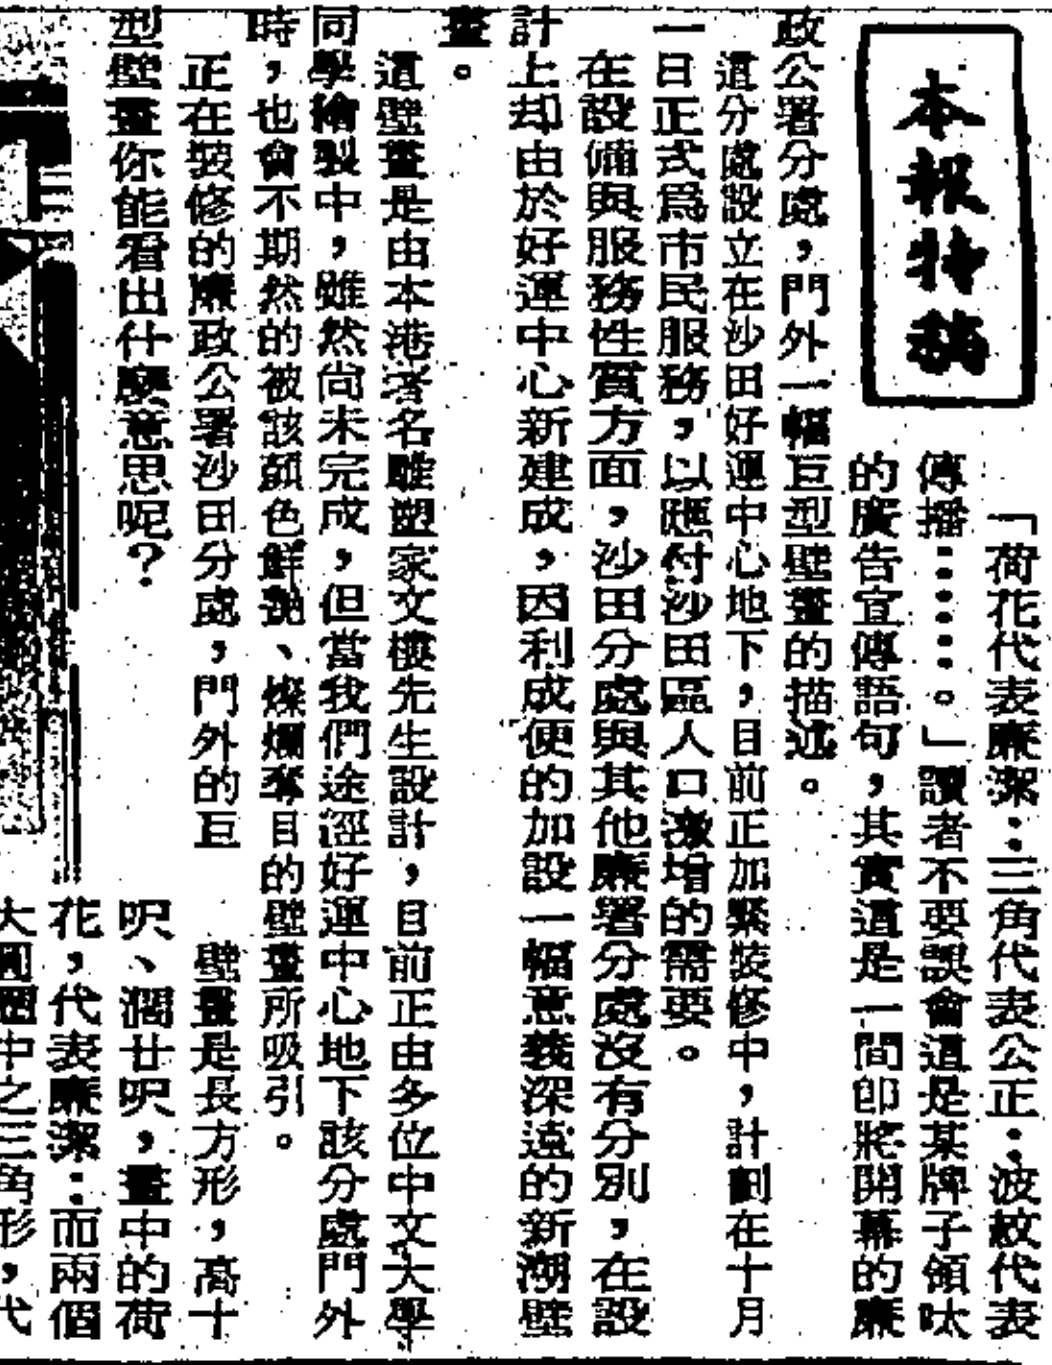 本報特稿
「荷花代表廉潔：三角代表公正：波紋代表
傳播……。」讀者不要誤會這是某牌子領呔
的廣告宣傳語句，其實這是一間即將開幕的廉
政公署分處，門外一幅巨型壁畫的描述。
這分處設立在沙田好運中心地下，目前正加緊裝修中，計劃在十月
一日正式爲市民服務，以應付沙田區人口激增的需要。
在設備與服務性質方面，沙田分處與其他廉署分處沒有分別，在設
計上却由於好運中心新建成，因利成便的加設一幅意義深遠的新潮壁
畫。
這壁畫是由本港著名雕塑家文樓先生設計，目前正由多位中文大學
同學繪製中，雖然尚未完成，但當我們途逕好運中心地下該分處門外
時，也會不期然的被該顏色鮮艷、燦爛奪目的壁畫所吸引。
正在裝修的廉政公署沙田分處，門外的巨
型壁畫你能看出什麽意思呢？
壁畫是長方形，高十
呎、濶廿呎，畫中的荷
花，代表廉潔：而兩個
大圓圈中之三角形，代